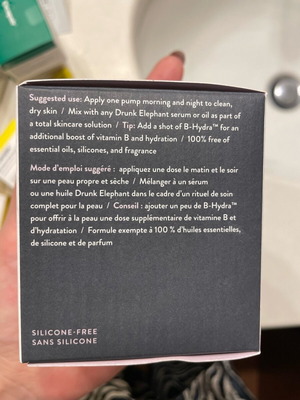 Suggested use: Apply one pump morning and night to clean,
dry skin / Mix with any Drunk Elephant serum or oil as part of
a total skincare solution / Tip: Add a shot of B-Hydra™ for an
additional boost of vitamin B and hydration / 100% free of
essential oils, silicones, and fragrance
Mode d'emploi suggéré : appliquez une dose le matin et le soir
sur une peau propre et sèche / Mélanger à un sérum
ou une huile Drunk Elephant dans le cadre d'un rituel de soin
complet pour la peau / Conseil : ajouter un peu de B-Hydra™
pour offrir à la peau une dose supplémentaire de vitamine B et
d'hydratation / Formule exempte à 100 % d'huiles essentielles,
de silicone et de parfum
SILICONE-FREE
SANS SILICONE